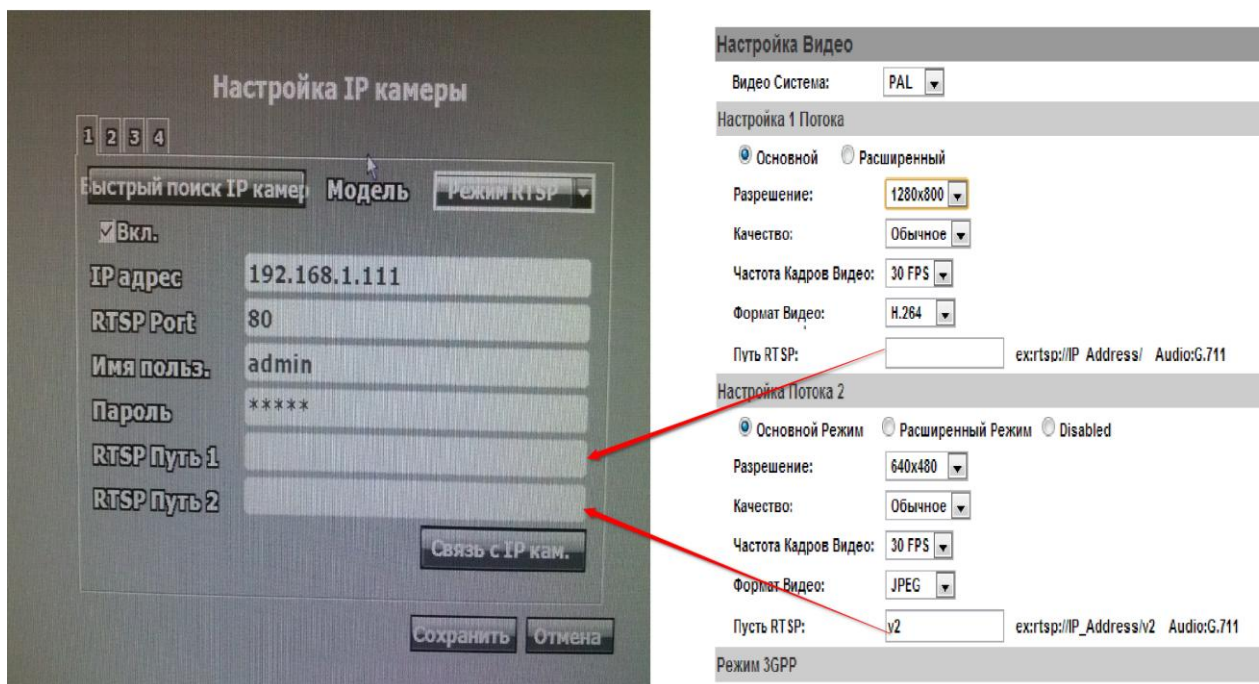 Настройка IP камеры
1 2 3 4
Быстрый поиск IP камер Модель Режим RTSP
Вкл.
IP адрес 192.168.1.111
RTSP Port 80
Имя польз. admin
Пароль *****
RTSP Путь 1
RTSP Путь 2
Связь с IP кам.
Сохранить Отмена
Настройка Видео
Видео Система: PAL
Настройка 1 Потока
Основной Расширенный
Разрешение: 1280x800
Качество: Обычное
Частота Кадров Видео: 30 FPS
Формат Видео: H.264
Путь RTSP: ex:rtsp://IP_Address/ Audio:G.711
Настройка Потока 2
Основной Режим Расширенный Режим Disabled
Разрешение: 640x480
Качество: Обычное
Частота Кадров Видео: 30 FPS
Формат Видео: JPEG
Пусть RTSP: v2 ex:rtsp://IP_Address/v2 Audio:G.711
Режим 3GPP